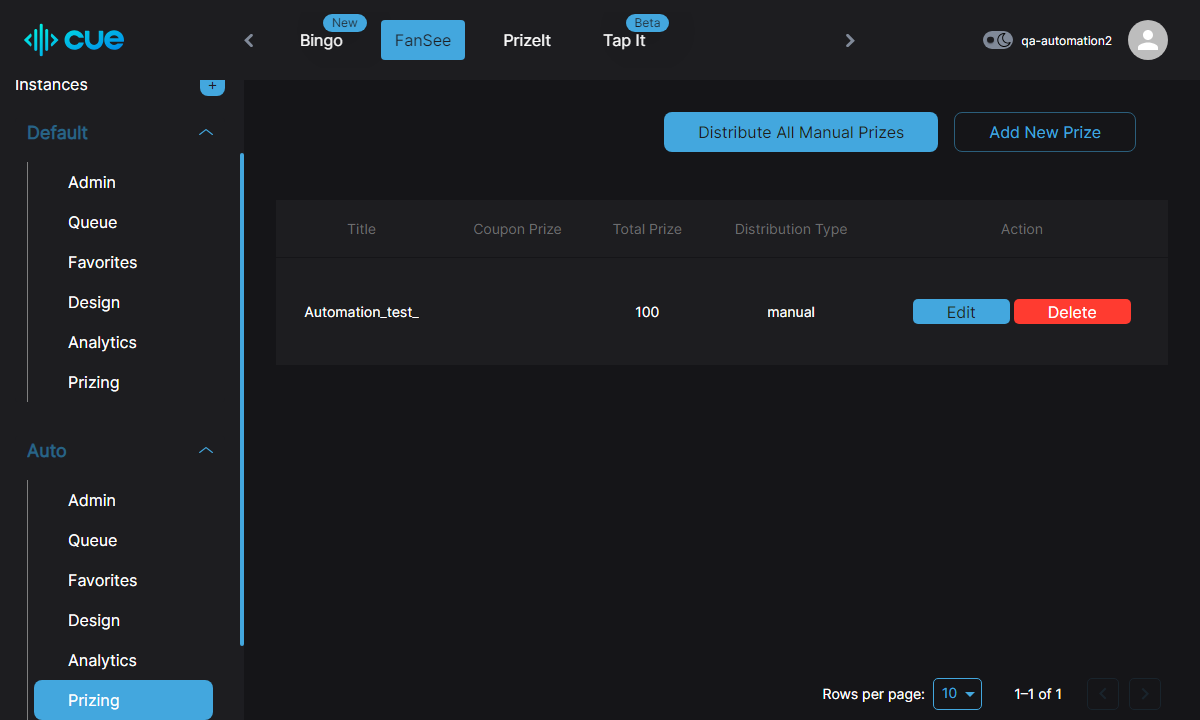 cue
New
Bingo
FanSee
PrizeIt
Beta
Tap It
qa-automation2
Instances
+
Default
Admin
Queue
Favorites
Design
Analytics
Prizing
Auto
Admin
Queue
Favorites
Design
Analytics
Prizing
Distribute All Manual Prizes
Add New Prize
Title Coupon Prize Total Prize Distribution Type Action
Automation_test_ 100 manual Edit Delete
Rows per page: 10 1–1 of 1